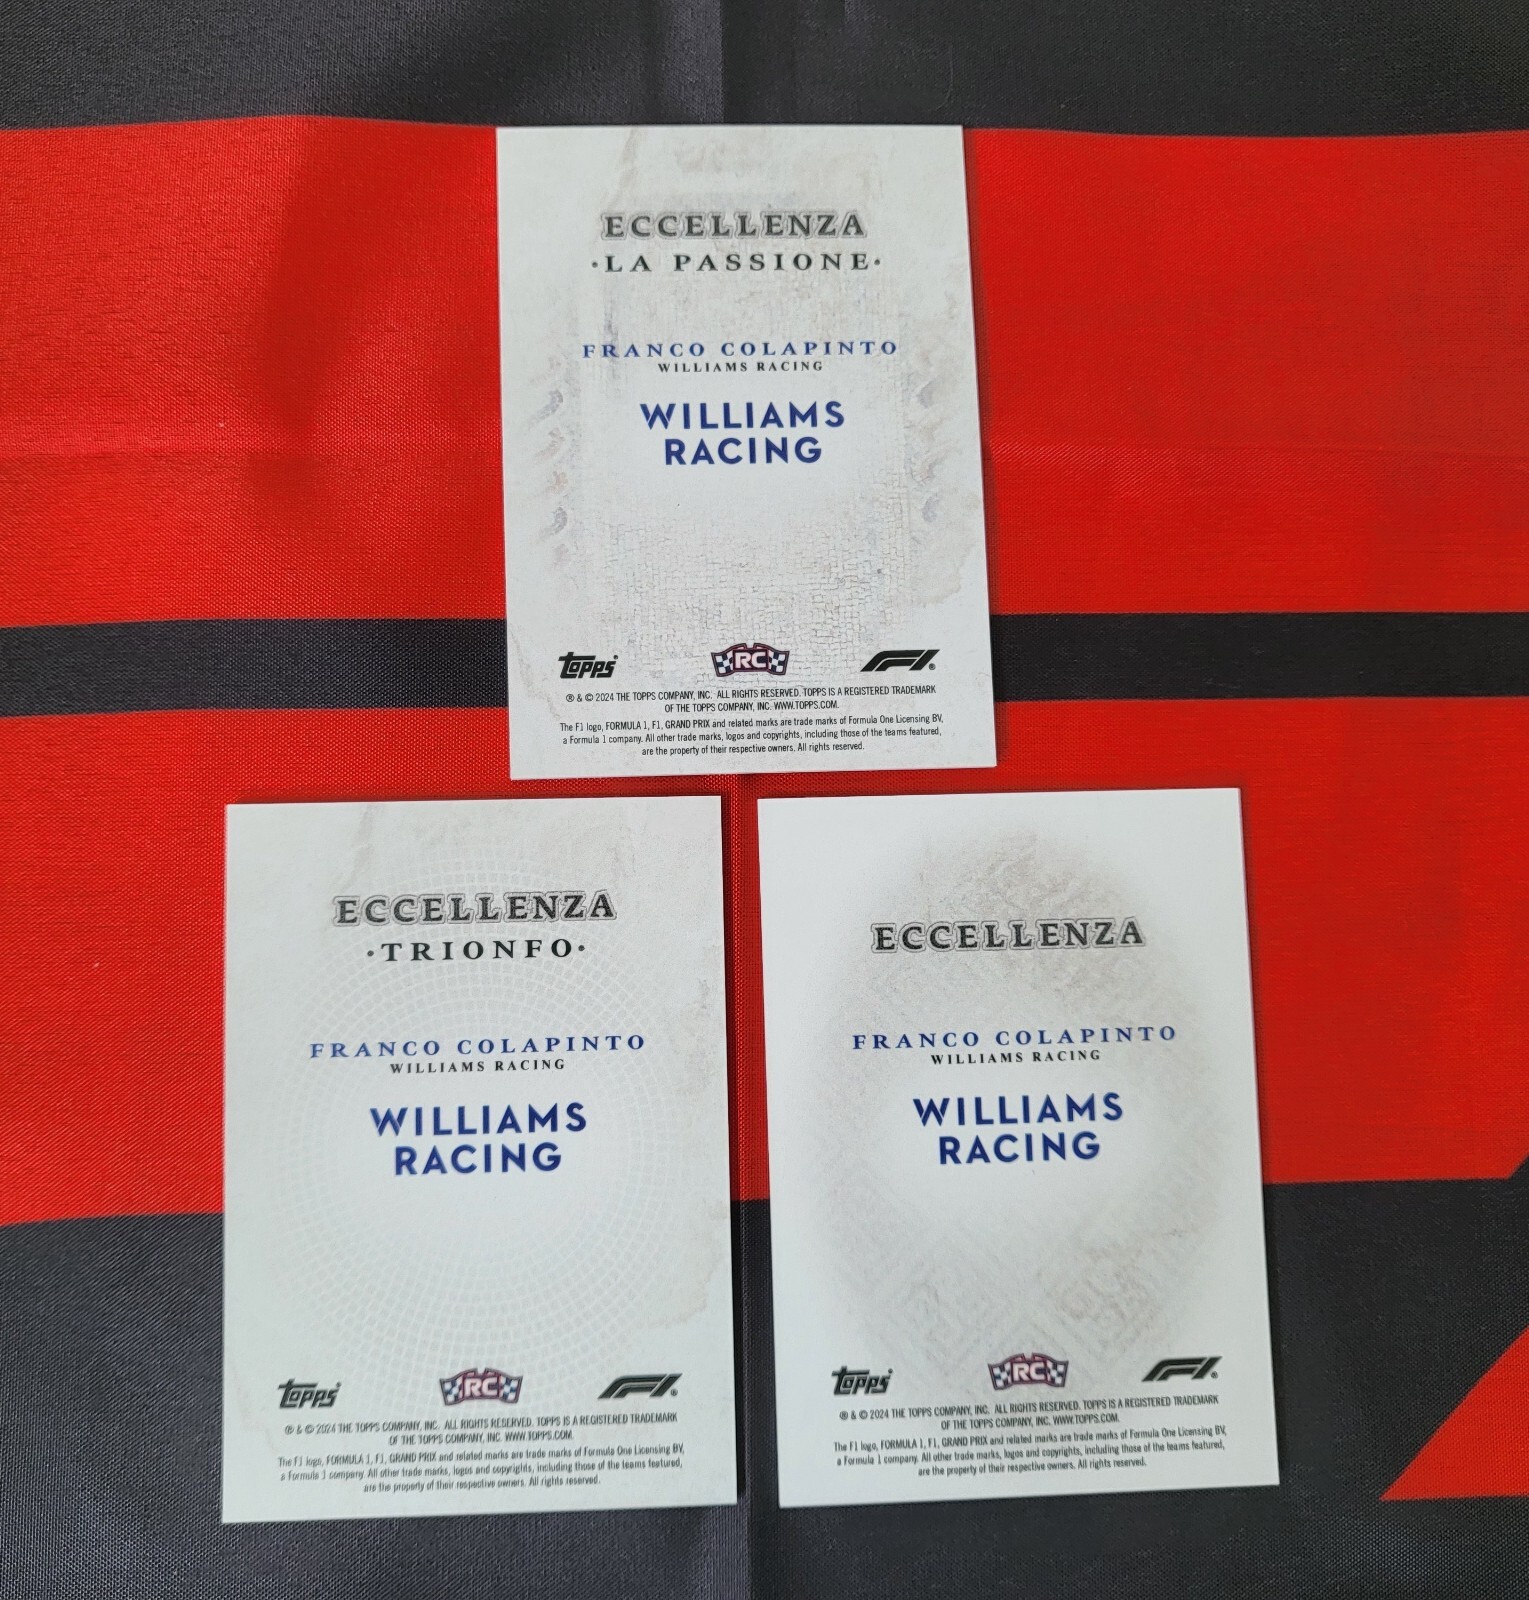 ECCELLENZA
·LA PASSIONE·
FRANCO COLAPINTO
WILLIAMS RACING
WILLIAMS
RACING
Topps
RC
F1®
® & © 2024 THE TOPPS COMPANY, INC. ALL RIGHTS RESERVED. TOPPS IS A REGISTERED TRADEMARK
OF THE TOPPS COMPANY, INC. WWW.TOPPS.COM.
The F1 logo, FORMULA 1, F1, GRAND PRIX and related marks are trade marks of Formula One Licensing BV,
a Formula 1 company. All other trade marks, logos and copyrights, including those of the teams featured,
are the property of their respective owners. All rights reserved.
ECCELLENZA
·TRIONFO·
FRANCO COLAPINTO
WILLIAMS RACING
WILLIAMS
RACING
Topps
RC
F1®
® & © 2024 THE TOPPS COMPANY, INC. ALL RIGHTS RESERVED. TOPPS IS A REGISTERED TRADEMARK
OF THE TOPPS COMPANY, INC. WWW.TOPPS.COM.
The F1 logo, FORMULA 1, F1, GRAND PRIX and related marks are trade marks of Formula One Licensing BV,
a Formula 1 company. All other trade marks, logos and copyrights, including those of the teams featured,
are the property of their respective owners. All rights reserved.
ECCELLENZA
FRANCO COLAPINTO
WILLIAMS RACING
WILLIAMS
RACING
Topps
RC
F1®
® & © 2024 THE TOPPS COMPANY, INC. ALL RIGHTS RESERVED. TOPPS IS A REGISTERED TRADEMARK
OF THE TOPPS COMPANY, INC. WWW.TOPPS.COM.
The F1 logo, FORMULA 1, F1, GRAND PRIX and related marks are trade marks of Formula One Licensing BV,
a Formula 1 company. All other trade marks, logos and copyrights, including those of the teams featured,
are the property of their respective owners. All rights reserved.